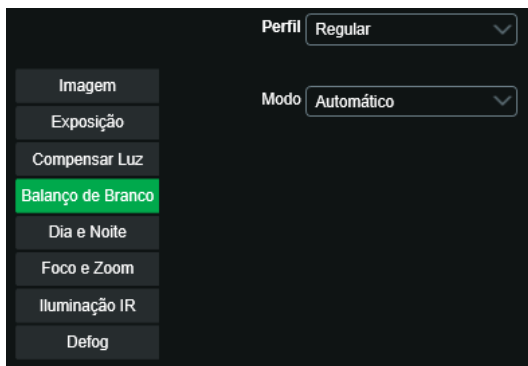 Perfil Regular
Imagem
Modo Automático
Exposição
Compensar Luz
Balanço de Branco
Dia e Noite
Foco e Zoom
Iluminação IR
Defog